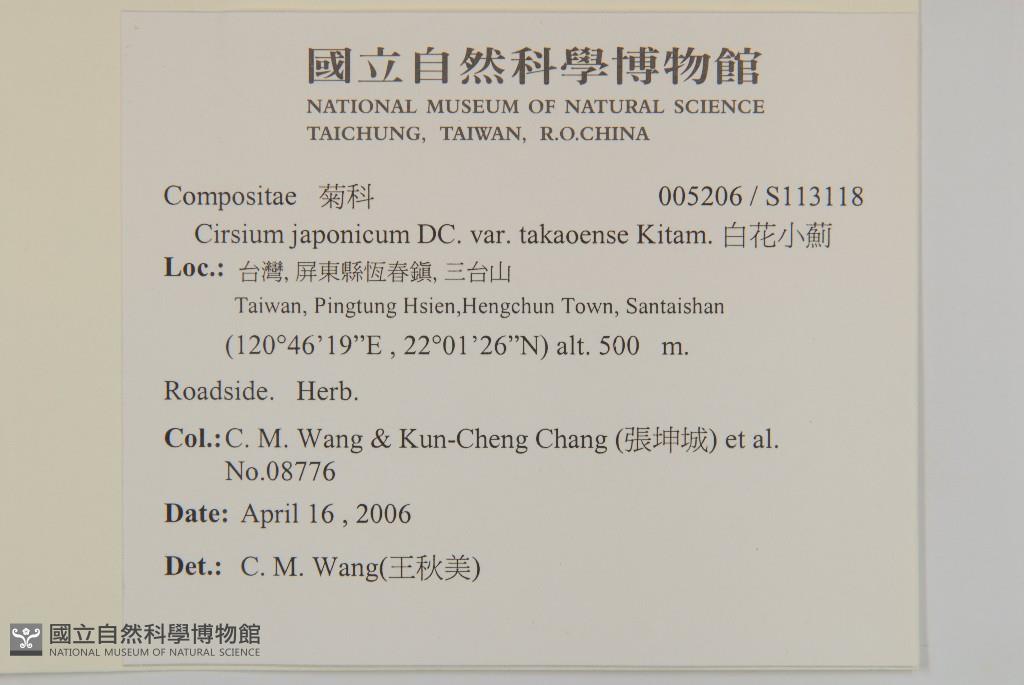 國立自然科學博物館
NATIONAL MUSEUM OF NATURAL SCIENCE
TAICHUNG, TAIWAN, R.O.CHINA
Compositae 菊科 005206 / S113118
Cirsium japonicum DC. var. takaoense Kitam. 白花小薊
Loc.: 台灣, 屏東縣恆春鎮, 三台山
Taiwan, Pingtung Hsien,Hengchun Town, Santaishan
(120°46’19”E , 22°01’26”N) alt. 500 m.
Roadside. Herb.
Col.: C. M. Wang & Kun-Cheng Chang (張坤城) et al.
No.08776
Date: April 16 , 2006
Det.: C. M. Wang(王秋美)
國立自然科學博物館
NATIONAL MUSEUM OF NATURAL SCIENCE